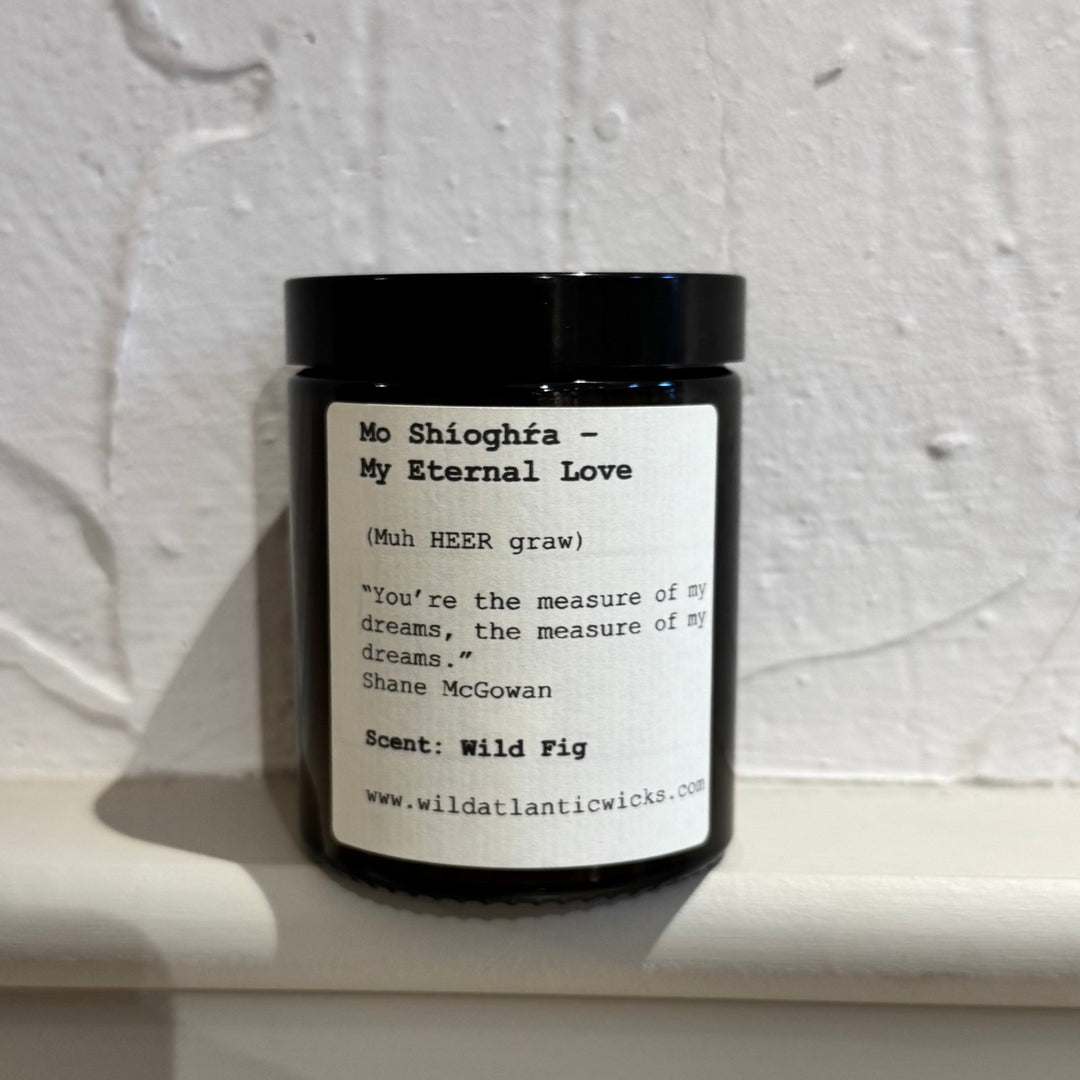 Mo Shíoghŕa –
My Eternal Love
(Muh HEER graw)
“You’re the measure of my
dreams, the measure of my
dreams.”
Shane McGowan
Scent: Wild Fig
www.wildatlanticwicks.com